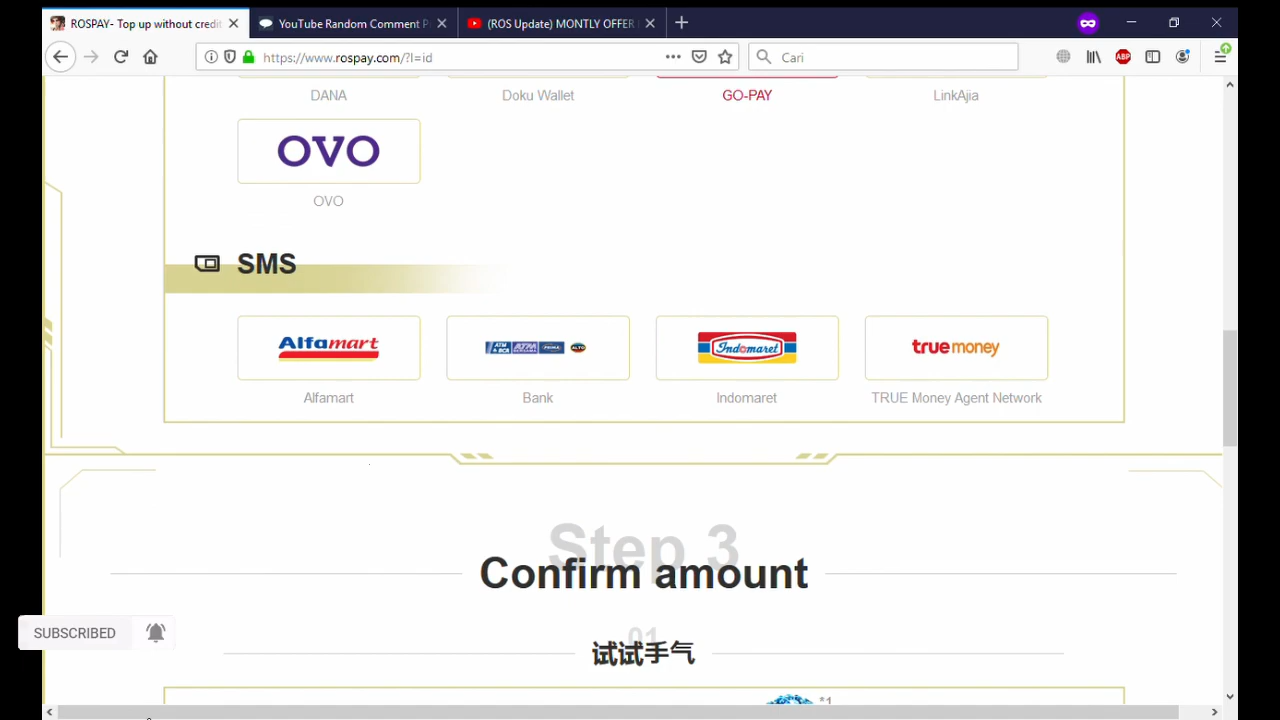 ROSPAY- Top up without credit
YouTube Random Comment P
(ROS Update) MONTLY OFFER
https://www.rospay.com/?l=id
Cari
ABP
DANA
Doku Wallet
GO-PAY
LinkAjia
OVO
OVO
SMS
Alfamart
Indomaret
truemoney
Alfamart
Bank
Indomaret
TRUE Money Agent Network
Step 3
Confirm amount
SUBSCRIBED
01
试试手气
*1